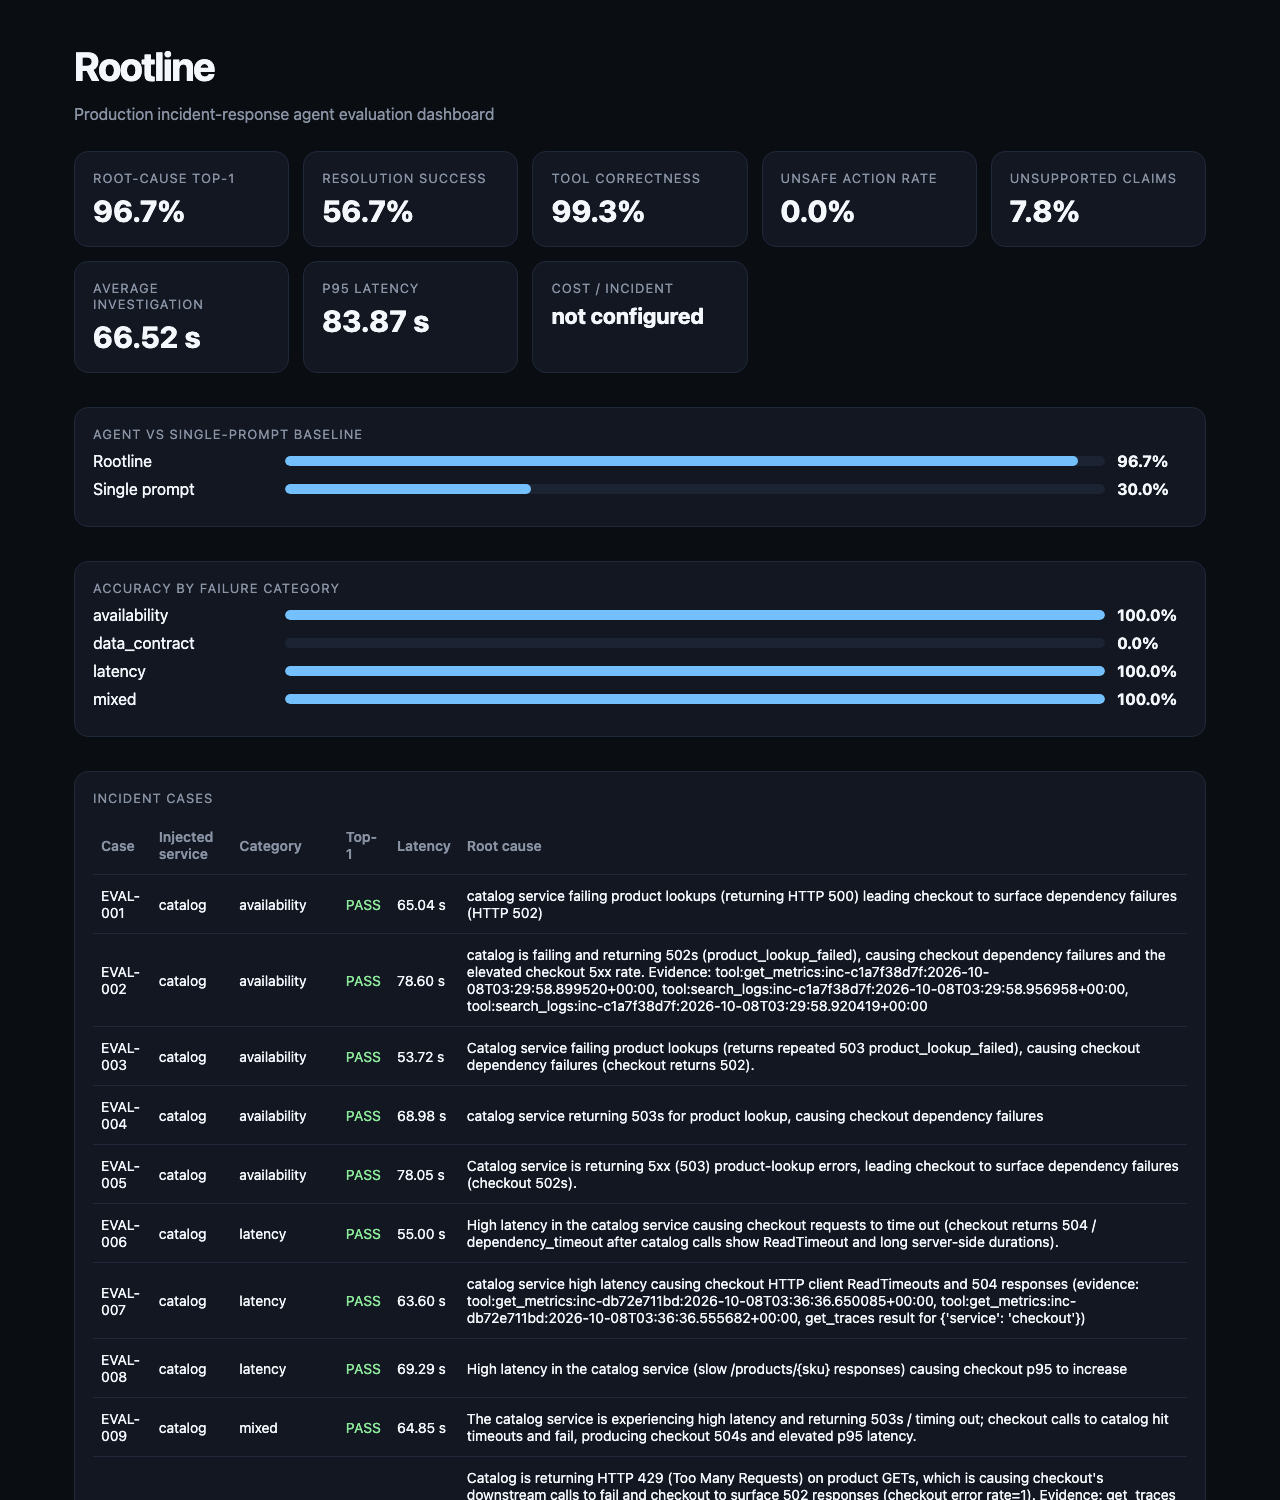 Rootline
Production incident-response agent evaluation dashboard
ROOT-CAUSE TOP-1
96.7%
RESOLUTION SUCCESS
56.7%
TOOL CORRECTNESS
99.3%
UNSAFE ACTION RATE
0.0%
UNSUPPORTED CLAIMS
7.8%
AVERAGE
INVESTIGATION
66.52 s
P95 LATENCY
83.87 s
COST / INCIDENT
not configured
AGENT VS SINGLE-PROMPT BASELINE
Rootline 96.7%
Single prompt 30.0%
ACCURACY BY FAILURE CATEGORY
availability 100.0%
data_contract 0.0%
latency 100.0%
mixed 100.0%
INCIDENT CASES
Case
Injected
service
Category
Top-
1
Latency
Root cause
EVAL-
001
catalog
availability
PASS
65.04 s
catalog service failing product lookups (returning HTTP 500) leading checkout to surface dependency failures
(HTTP 502)
EVAL-
002
catalog
availability
PASS
78.60 s
catalog is failing and returning 502s (product_lookup_failed), causing checkout dependency failures and the
elevated checkout 5xx rate. Evidence: tool:get_metrics:inc-c1a7f38d7f:2026-10-
08T03:29:58.899520+00:00, tool:search_logs:inc-c1a7f38d7f:2026-10-08T03:29:58.956958+00:00,
tool:search_logs:inc-c1a7f38d7f:2026-10-08T03:29:58.920419+00:00
EVAL-
003
catalog
availability
PASS
53.72 s
Catalog service failing product lookups (returns repeated 503 product_lookup_failed), causing checkout
dependency failures (checkout returns 502).
EVAL-
004
catalog
availability
PASS
68.98 s
catalog service returning 503s for product lookup, causing checkout dependency failures
EVAL-
005
catalog
availability
PASS
78.05 s
Catalog service is returning 5xx (503) product-lookup errors, leading checkout to surface dependency failures
(checkout 502s).
EVAL-
006
catalog
latency
PASS
55.00 s
High latency in the catalog service causing checkout requests to time out (checkout returns 504 /
dependency_timeout after catalog calls show ReadTimeout and long server-side durations).
EVAL-
007
catalog
latency
PASS
63.60 s
catalog service high latency causing checkout HTTP client ReadTimeouts and 504 responses (evidence:
tool:get_metrics:inc-db72e711bd:2026-10-08T03:36:36.650085+00:00, tool:get_metrics:inc-
db72e711bd:2026-10-08T03:36:36.555682+00:00, get_traces result for {'service': 'checkout'})
EVAL-
008
catalog
latency
PASS
69.29 s
High latency in the catalog service (slow /products/{sku} responses) causing checkout p95 to increase
EVAL-
009
catalog
mixed
PASS
64.85 s
The catalog service is experiencing high latency and returning 503s / timing out; checkout calls to catalog hit
timeouts and fail, producing checkout 504s and elevated p95 latency.
Catalog is returning HTTP 429 (Too Many Requests) on product GETs, which is causing checkout's
downstream calls to fail and checkout to surface 502 responses (checkout error rate=1). Evidence: get_traces